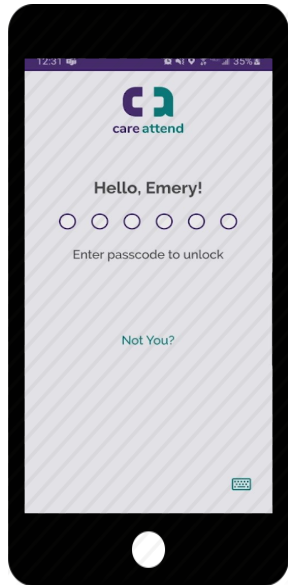 12:31
35%
care attend
Hello, Emery!
Enter passcode to unlock
Not You?